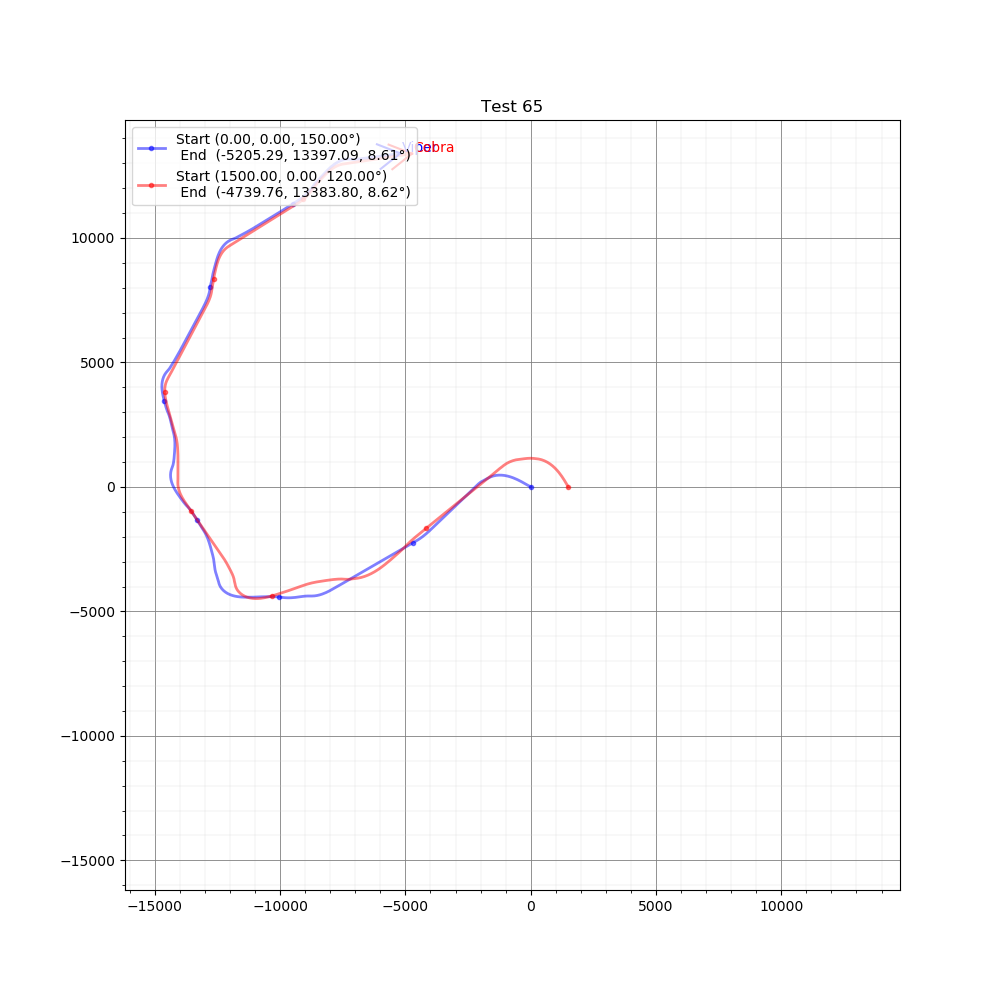 Test 65
Start (0.00, 0.00, 150.00°)
End (-5205.29, 13397.09, 8.61°)
Start (1500.00, 0.00, 120.00°)
End (-4739.76, 13383.80, 8.62°)
Cobra
10000
5000
0
−5000
−10000
−15000
−15000 −10000 −5000 0 5000 10000